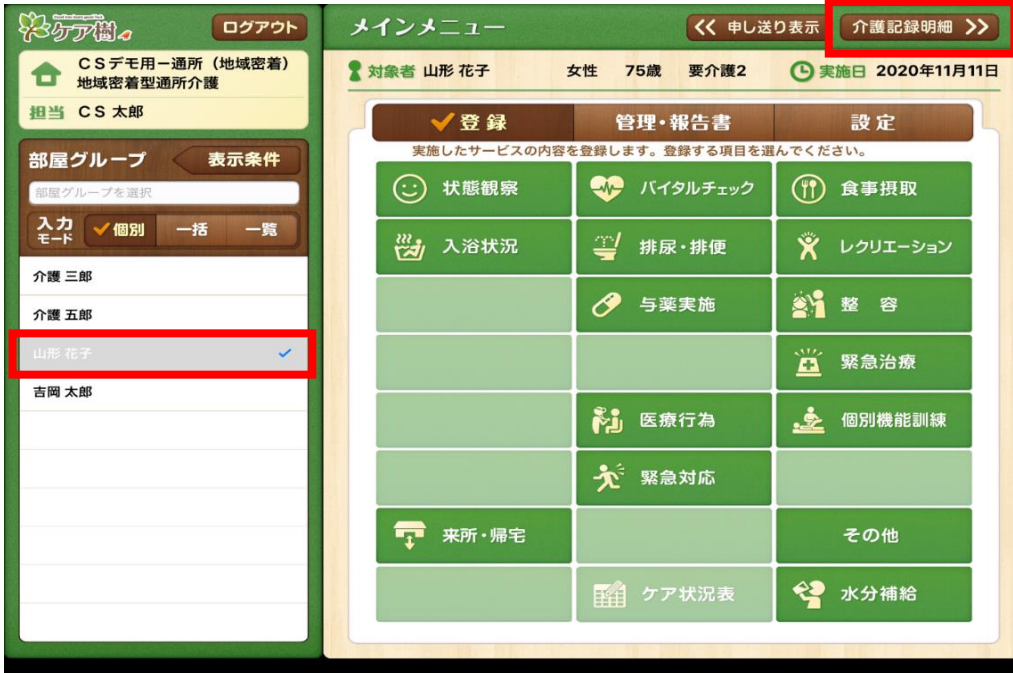 ケア樹
ログアウト
CSデモ用ー通所（地域密着）
地域密着型通所介護
担当 CS 太郎
部屋グループ 表示条件
部屋グループを選択
入力モード
個別 一括 一覧
介護 三郎
介護 五郎
山形 花子
吉岡 太郎
メインメニュー 申し送り表示 介護記録明細
対象者 山形 花子 女性 75歳 要介護2 実施日 2020年11月11日
登録 管理・報告書 設定
実施したサービスの内容を登録します。登録する項目を選んでください。
状態観察 バイタルチェック 食事摂取
入浴状況 排尿・排便 レクリエーション
与薬実施 整容
緊急治療
医療行為 個別機能訓練
緊急対応
来所・帰宅 その他
ケア状況表 水分補給